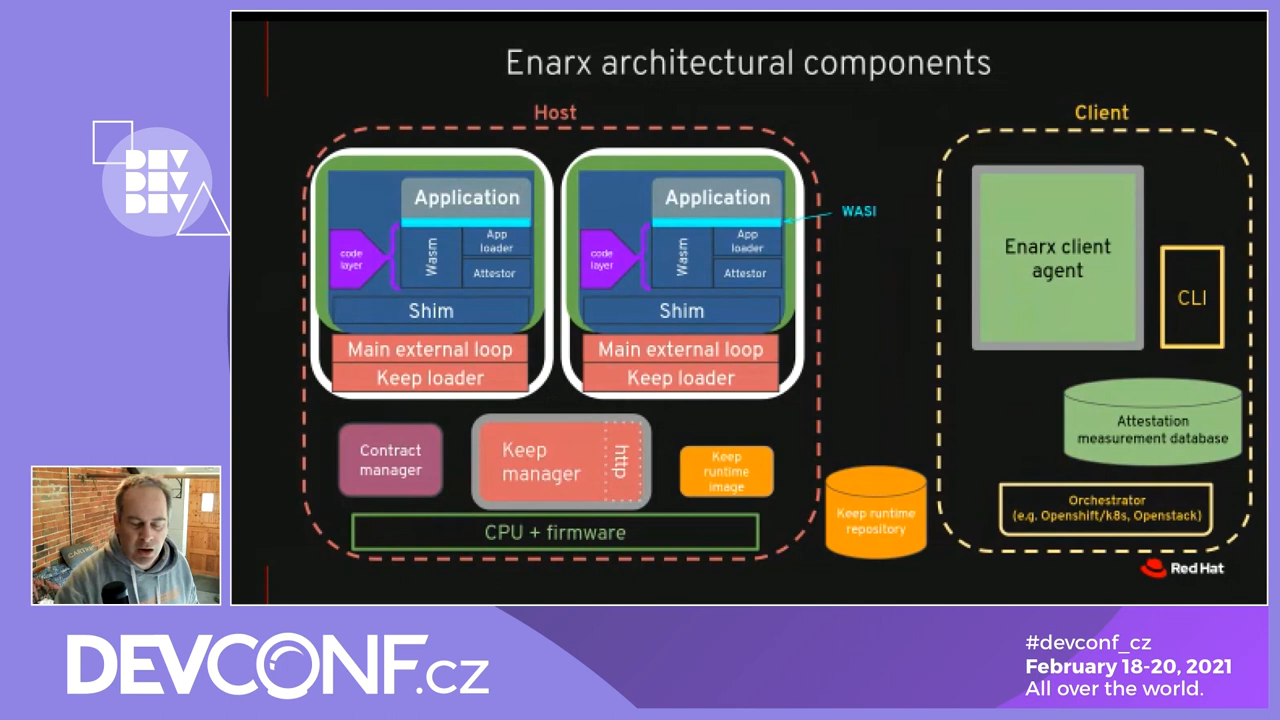 Enarx architectural components
Host
Client
Application
code
layer
Wasm
App
loader
Attestor
Shim
Main external loop
Keep loader
Application
code
layer
Wasm
App
loader
Attestor
Shim
Main external loop
Keep loader
WASI
Enarx client
agent
CLI
Attestation
measurement database
Contract
manager
Keep
manager
http
Keep
runtime
image
Keep runtime
repository
Orchestrator
(e.g. Openshift/k8s, Openstack)
CPU + firmware
Red Hat
DEV
DEV
DEV
DEVCONF.cz
#devconf_cz
February 18-20, 2021
All over the world.